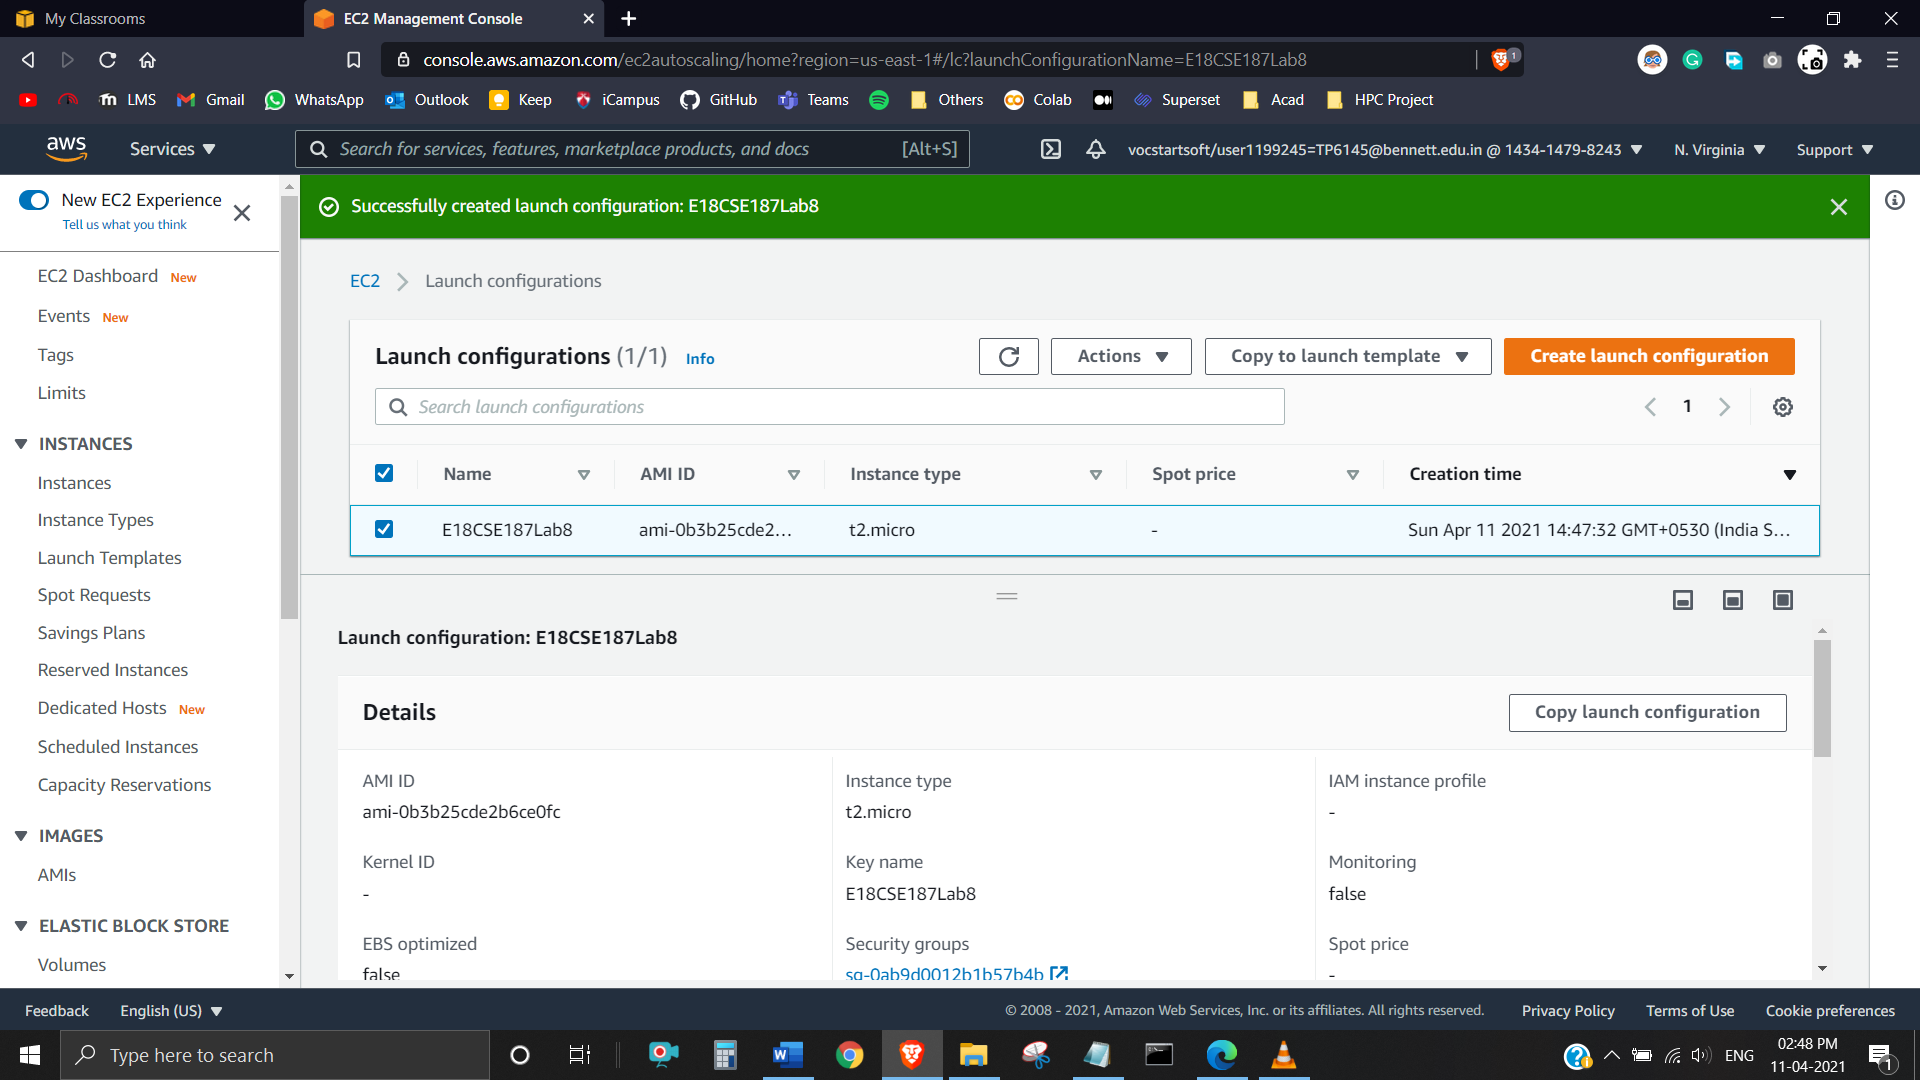 My Classrooms
EC2 Management Console
console.aws.amazon.com/ec2autoscaling/home?region=us-east-1#/lc?launchConfigurationName=E18CSE187Lab8
1
LMS
Gmail
WhatsApp
Outlook
Keep
iCampus
GitHub
Teams
Others
Colab
Superset
Acad
HPC Project
aws
Services
Search for services, features, marketplace products, and docs
[Alt+S]
vocstartsoft/user1199245=TP6145@bennett.edu.in @ 1434-1479-8243
N. Virginia
Support
New EC2 Experience
Tell us what you think
EC2 Dashboard New
Events New
Tags
Limits
INSTANCES
Instances
Instance Types
Launch Templates
Spot Requests
Savings Plans
Reserved Instances
Dedicated Hosts New
Scheduled Instances
Capacity Reservations
IMAGES
AMIs
ELASTIC BLOCK STORE
Volumes
Successfully created launch configuration: E18CSE187Lab8
EC2
Launch configurations
Launch configurations (1/1) Info
Actions
Copy to launch template
Create launch configuration
Search launch configurations
1
Name
AMI ID
Instance type
Spot price
Creation time
E18CSE187Lab8
ami-0b3b25cde2...
t2.micro
-
Sun Apr 11 2021 14:47:32 GMT+0530 (India S...
Launch configuration: E18CSE187Lab8
Details
Copy launch configuration
AMI ID
ami-0b3b25cde2b6ce0fc
Instance type
t2.micro
IAM instance profile
-
Kernel ID
-
Key name
E18CSE187Lab8
Monitoring
false
EBS optimized
false
Security groups
sg-0ab9d0012b1b57b4b
Spot price
-
Feedback
English (US)
© 2008 - 2021, Amazon Web Services, Inc. or its affiliates. All rights reserved.
Privacy Policy
Terms of Use
Cookie preferences
Type here to search
ENG
02:48 PM
11-04-2021
1